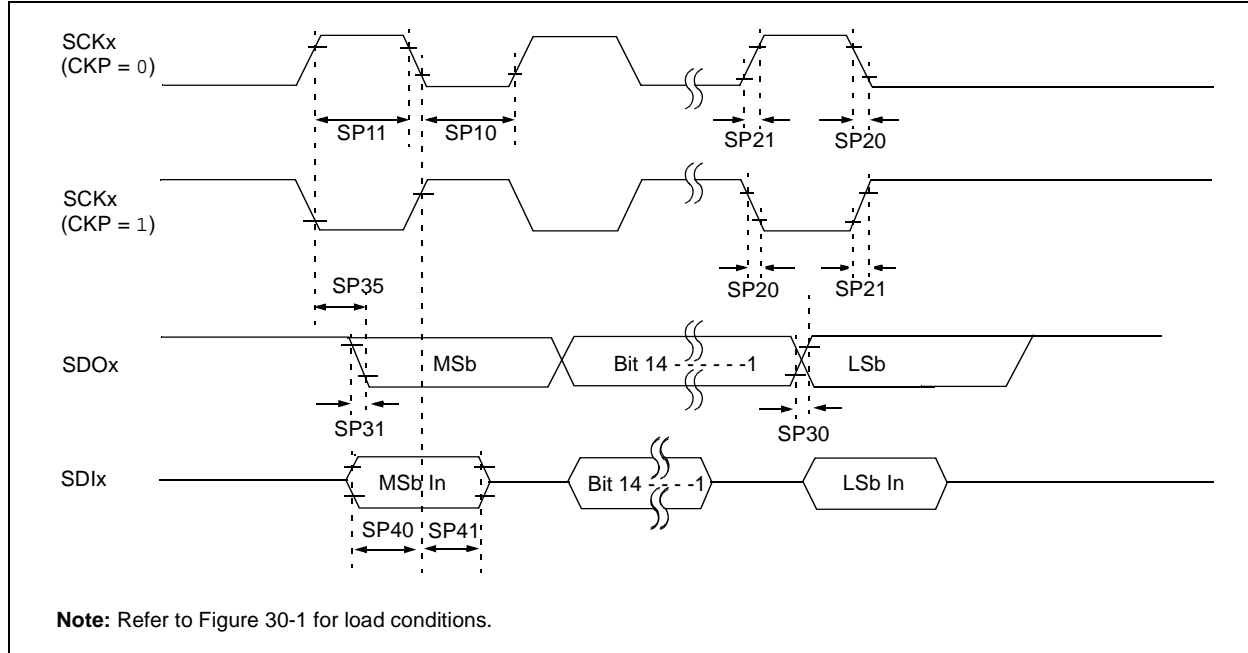 SCKx
(CKP = 0)
SP11
SP10
SP21
SP20
SCKx
(CKP = 1)
SP35
SP20
SP21
SDOx
MSb
Bit 14 - - - - - -1
LSb
SP31
SP30
SDIx
MSb In
Bit 14 - - - -1
LSb In
SP40
SP41
Note: Refer to Figure 30-1 for load conditions.